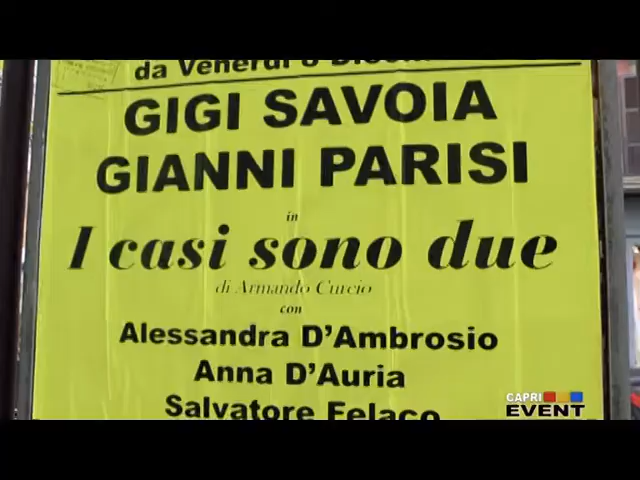 da Venerdì 8
GIGI SAVOIA
GIANNI PARISI
in
I casi sono due
di Armando Curcio
con
Alessandra D'Ambrosio
Anna D'Auria
Salvatore Felaco
CAPRI
EVENT